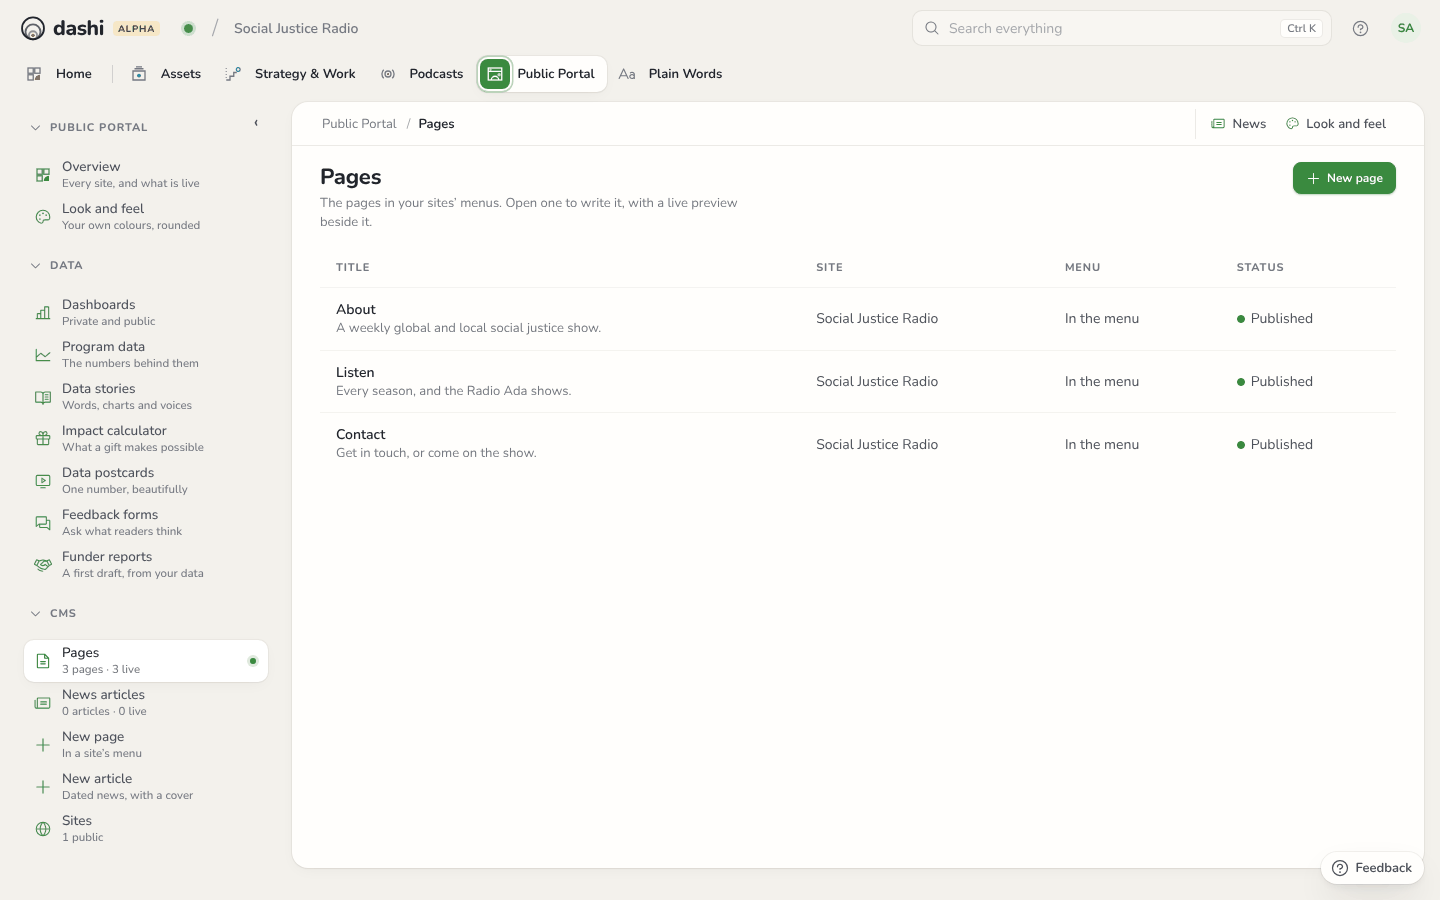 dashi ALPHA / Social Justice Radio
Search everything Ctrl K
SA
Home
Assets
Strategy & Work
Podcasts
Public Portal
Aa Plain Words
PUBLIC PORTAL
Overview
Every site, and what is live
Look and feel
Your own colours, rounded
DATA
Dashboards
Private and public
Program data
The numbers behind them
Data stories
Words, charts and voices
Impact calculator
What a gift makes possible
Data postcards
One number, beautifully
Feedback forms
Ask what readers think
Funder reports
A first draft, from your data
CMS
Pages
3 pages · 3 live
News articles
0 articles · 0 live
New page
In a site's menu
New article
Dated news, with a cover
Sites
1 public
Public Portal / Pages
News
Look and feel
Pages
New page
The pages in your sites' menus. Open one to write it, with a live preview
beside it.
TITLE SITE MENU STATUS
About
A weekly global and local social justice show.
Social Justice Radio In the menu Published
Listen
Every season, and the Radio Ada shows.
Social Justice Radio In the menu Published
Contact
Get in touch, or come on the show.
Social Justice Radio In the menu Published
Feedback